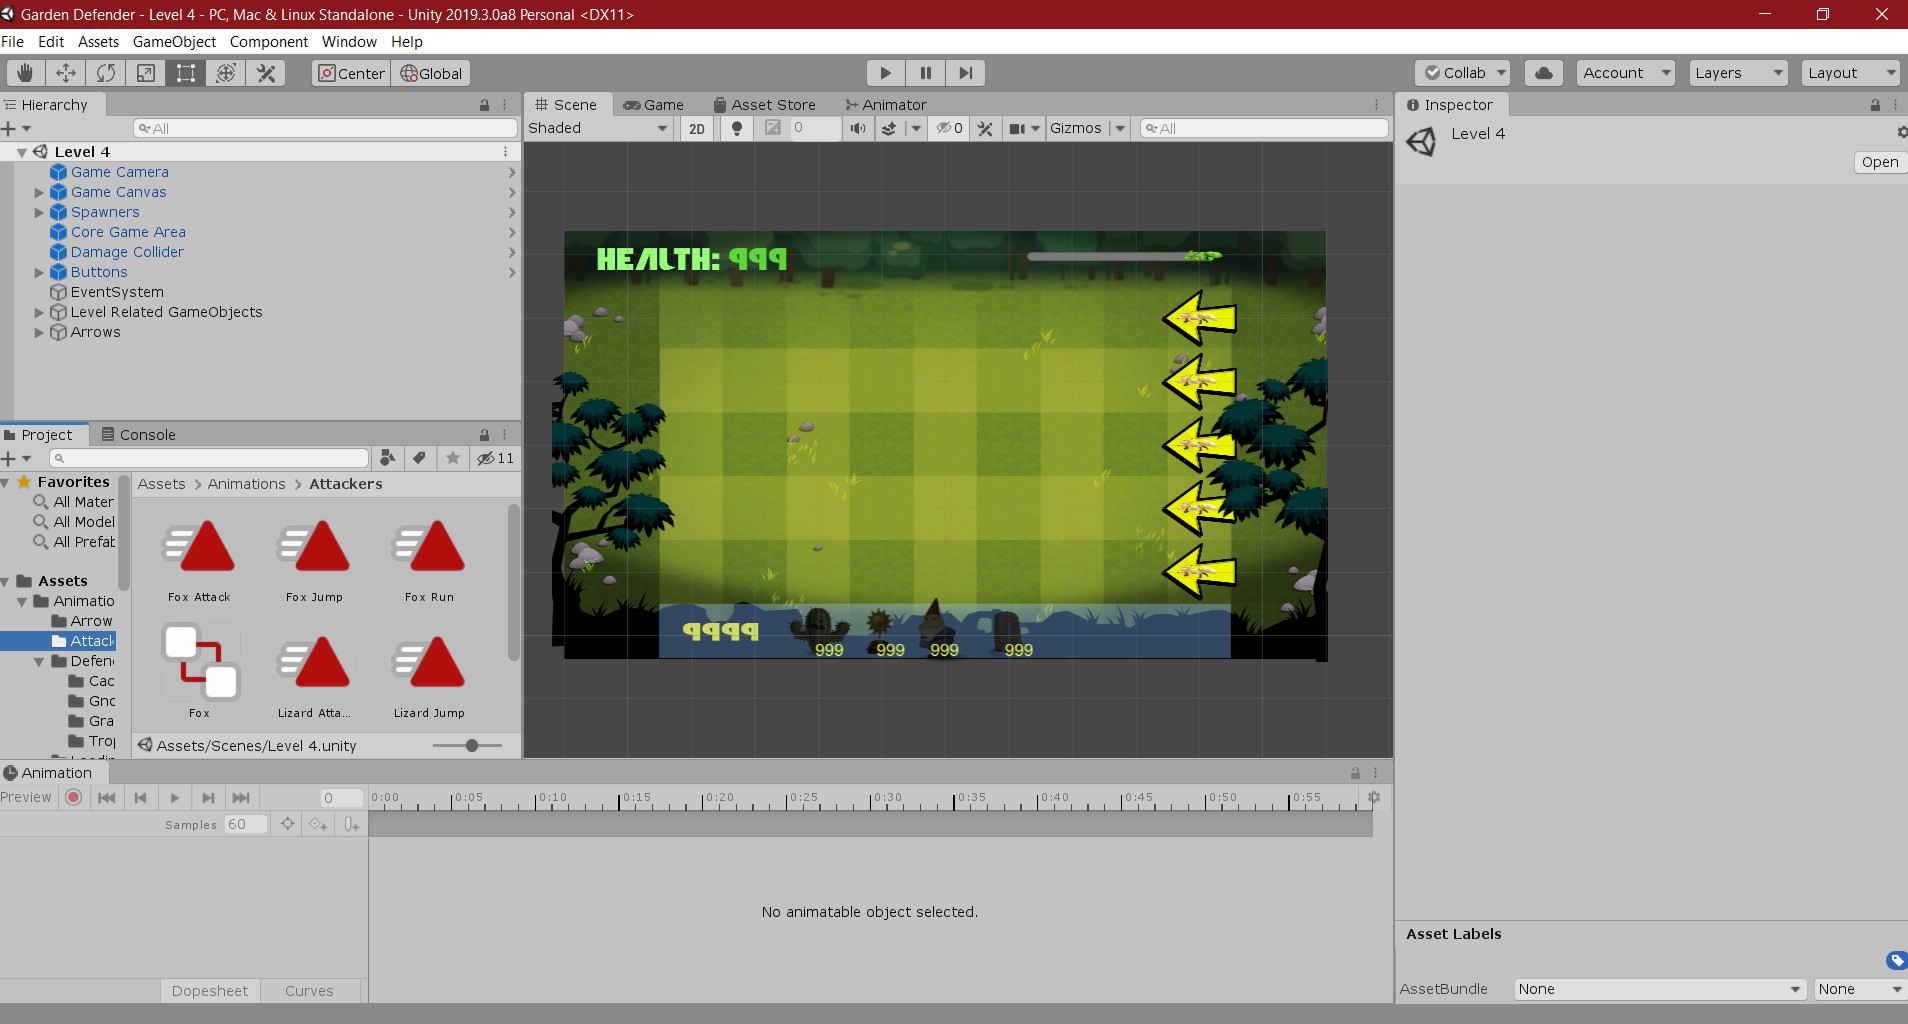 Garden Defender - Level 4 - PC, Mac & Linux Standalone - Unity 2019.3.0a8 Personal <DX11>
File Edit Assets GameObject Component Window Help
Center Global Collab Account Layers Layout
Hierarchy
All
Level 4
Game Camera
Game Canvas
Spawners
Core Game Area
Damage Collider
Buttons
EventSystem
Level Related GameObjects
Arrows
Project Console
11
Favorites
All Mater
All Model
All Prefab
Assets
Animatio
Arrow
Attack
Defen
Cac
Gno
Gra
Trop
Assets > Animations > Attackers
Fox Attack Fox Jump Fox Run
Fox Lizard Atta... Lizard Jump
Assets/Scenes/Level 4.unity
Scene Game Asset Store Animator
Shaded 2D 0 0 Gizmos All
HEALTH: 999
9999
999 999 999 999
Inspector
Level 4
Open
Asset Labels
AssetBundle None None
Animation
Preview 0 0:00 0:05 0:10 0:15 0:20 0:25 0:30 0:35 0:40 0:45 0:50 0:55
Samples 60
No animatable object selected.
Dopesheet Curves